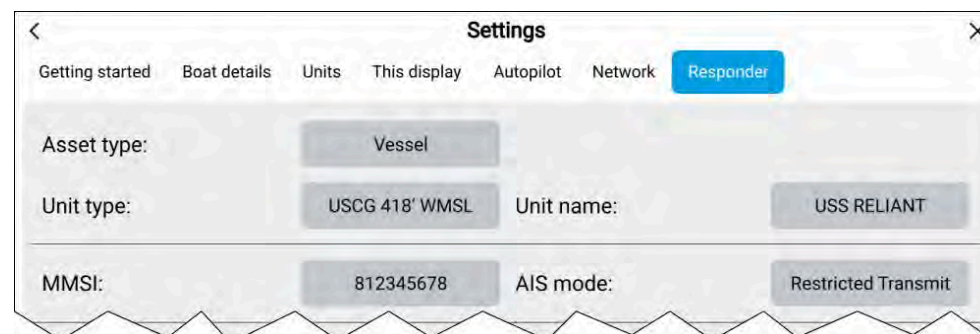 Settings
Getting started Boat details Units This display Autopilot Network Responder
Asset type: Vessel
Unit type: USCG 418' WMSL Unit name: USS RELIANT
MMSI: 812345678 AIS mode: Restricted Transmit